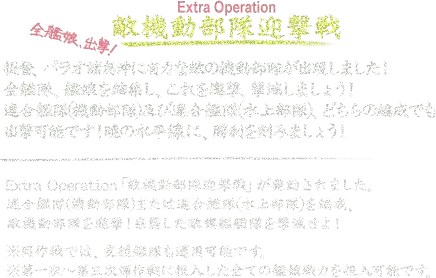 Extra Operation
敵機動部隊迎撃戦
全艦娘、出撃!
提督、パラオ諸島沖に有力な敵の機動部隊が出現しました!
全艦隊、艦娘を結集し、これを邀撃、撃滅しましょう!
連合艦隊(機動部隊)及び連合艦隊(水上部隊)、どちらの編成でも
出撃可能です!暁の水平線に、勝利を刻みましょう!
Extra Operation「敵機動部隊迎撃戦」が発動されました。
連合艦隊(機動部隊)または連合艦隊(水上部隊)を編成、
敵機動部隊を迎撃!来襲した敵機動部隊を撃滅せよ!
※同作戦では、支援艦隊も運用可能です。
※第一次～第三次作戦に投入した全ての艦娘戦力を投入可能です。